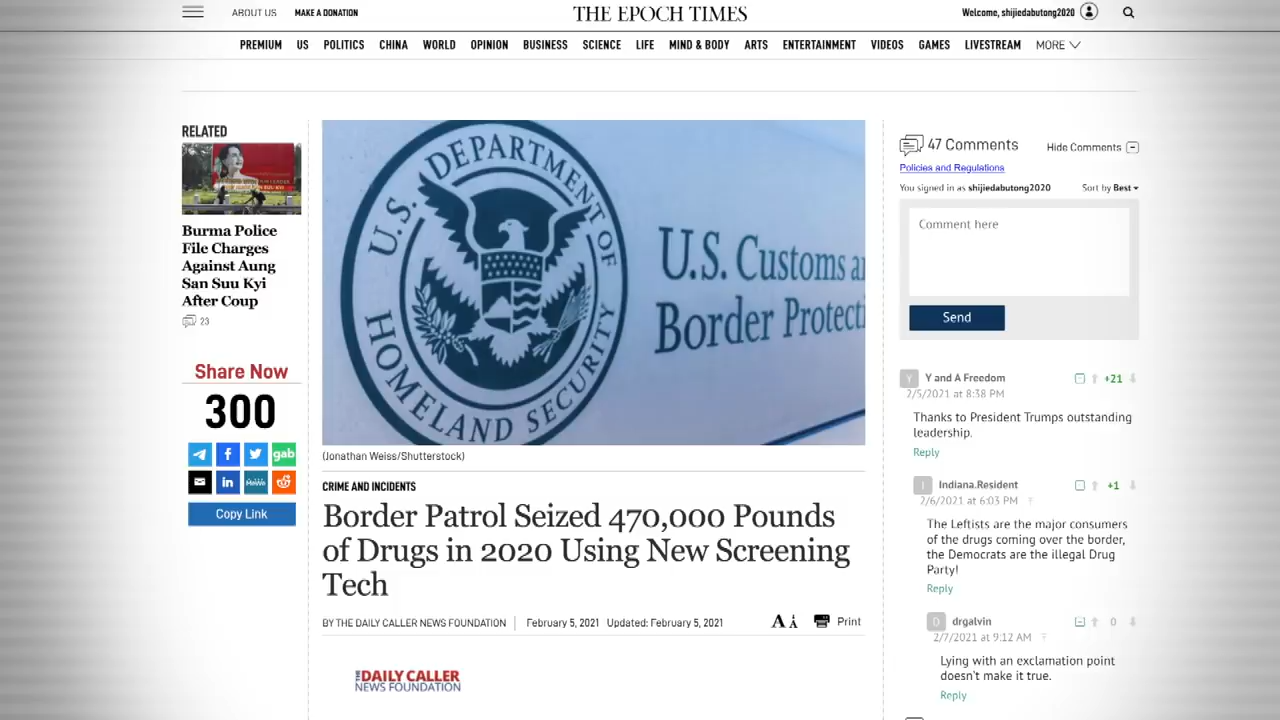 ABOUT US
MAKE A DONATION
THE EPOCH TIMES
Welcome, shijiedabutong2020
PREMIUM US POLITICS CHINA WORLD OPINION BUSINESS SCIENCE LIFE MIND & BODY ARTS ENTERTAINMENT VIDEOS GAMES LIVESTREAM MORE
RELATED
Burma Police
File Charges
Against Aung
San Suu Kyi
After Coup
23
Share Now
300
gab
in
MeWe
Copy Link
U.S. DEPARTMENT OF
HOMELAND SECURITY
U.S. Customs an
Border Protecti
(Jonathan Weiss/Shutterstock)
CRIME AND INCIDENTS
Border Patrol Seized 470,000 Pounds
of Drugs in 2020 Using New Screening
Tech
BY THE DAILY CALLER NEWS FOUNDATION
February 5, 2021 Updated: February 5, 2021
A A Print
THE DAILY CALLER
NEWS FOUNDATION
47 Comments
Hide Comments
Policies and Regulations
You signed in as shijiedabutong2020
Sort by Best
Comment here
Send
Y
Y and A Freedom
+21
2/5/2021 at 8:38 PM
Thanks to President Trumps outstanding
leadership.
Reply
I
Indiana.Resident
+1
2/6/2021 at 6:03 PM
The Leftists are the major consumers
of the drugs coming over the border,
the Democrats are the illegal Drug
Party!
Reply
D
drgalvin
0
2/7/2021 at 9:12 AM
Lying with an exclamation point
doesn't make it true.
Reply